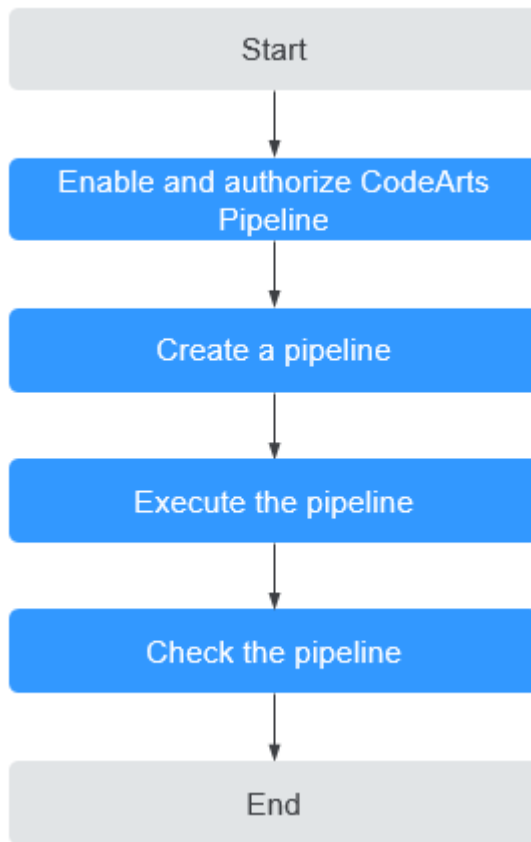 Start
Enable and authorize CodeArts
Pipeline
Create a pipeline
Execute the pipeline
Check the pipeline
End